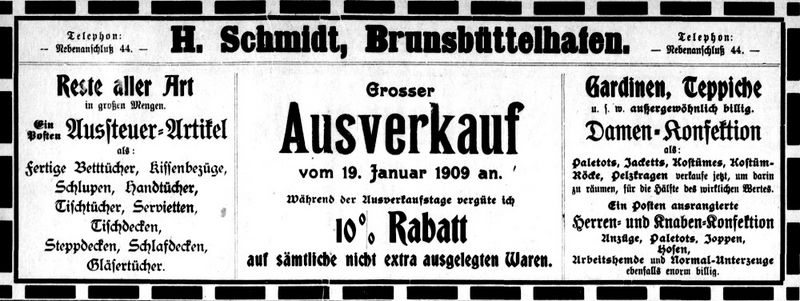 Telephon:
— Nebenanschluß 44. —
H. Schmidt, Brunsbüttelhafen.
Telephon:
— Nebenanschluß 44. —
Reste aller Art
in großen Mengen.
Ein Posten Aussteuer-Artikel
als:
Fertige Betttücher, Kissenbezüge,
Schlupen, Handtücher,
Tischtücher, Servietten,
Tischdecken,
Steppdecken, Schlafdecken,
Gläsertücher.
Grosser
Ausverkauf
vom 19. Januar 1909 an.
Während der Ausverkaufstage vergüte ich
10% Rabatt
auf sämtliche nicht extra ausgelegten Waren.
Gardinen, Teppiche
u. s. w. außergewöhnlich billig.
Damen-Konfektion
als:
Paletots, Jacketts, Kostümes, Kostüm-
Röcke, Pelzkragen verkaufe jetzt, um darin
zu räumen, für die Hälfte des wirklichen Wertes.
Ein Posten ausrangierte
Herren- und Knaben-Konfektion
Anzüge, Paletots, Joppen,
Hosen,
Arbeitshemde und Normal-Unterzeuge
ebenfalls enorm billig.